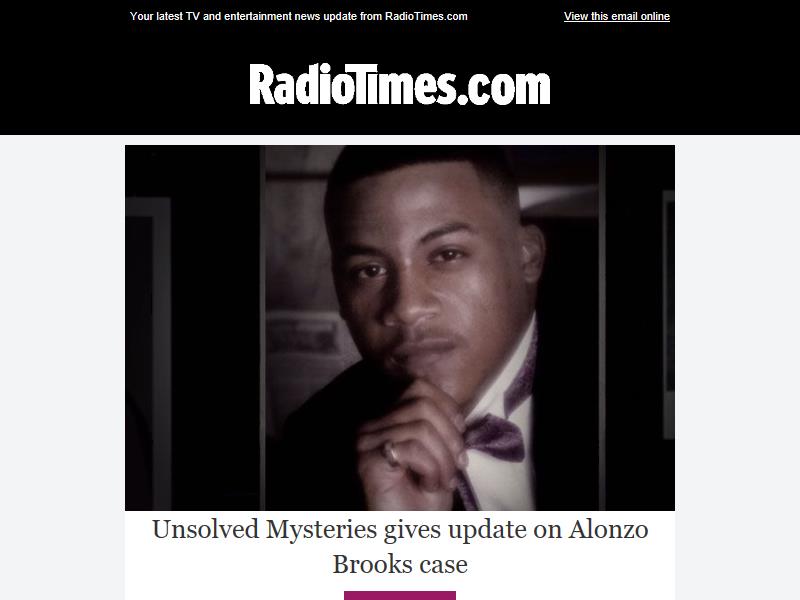 Your latest TV and entertainment news update from RadioTimes.com
View this email online
RadioTimes.com
Unsolved Mysteries gives update on Alonzo
Brooks case